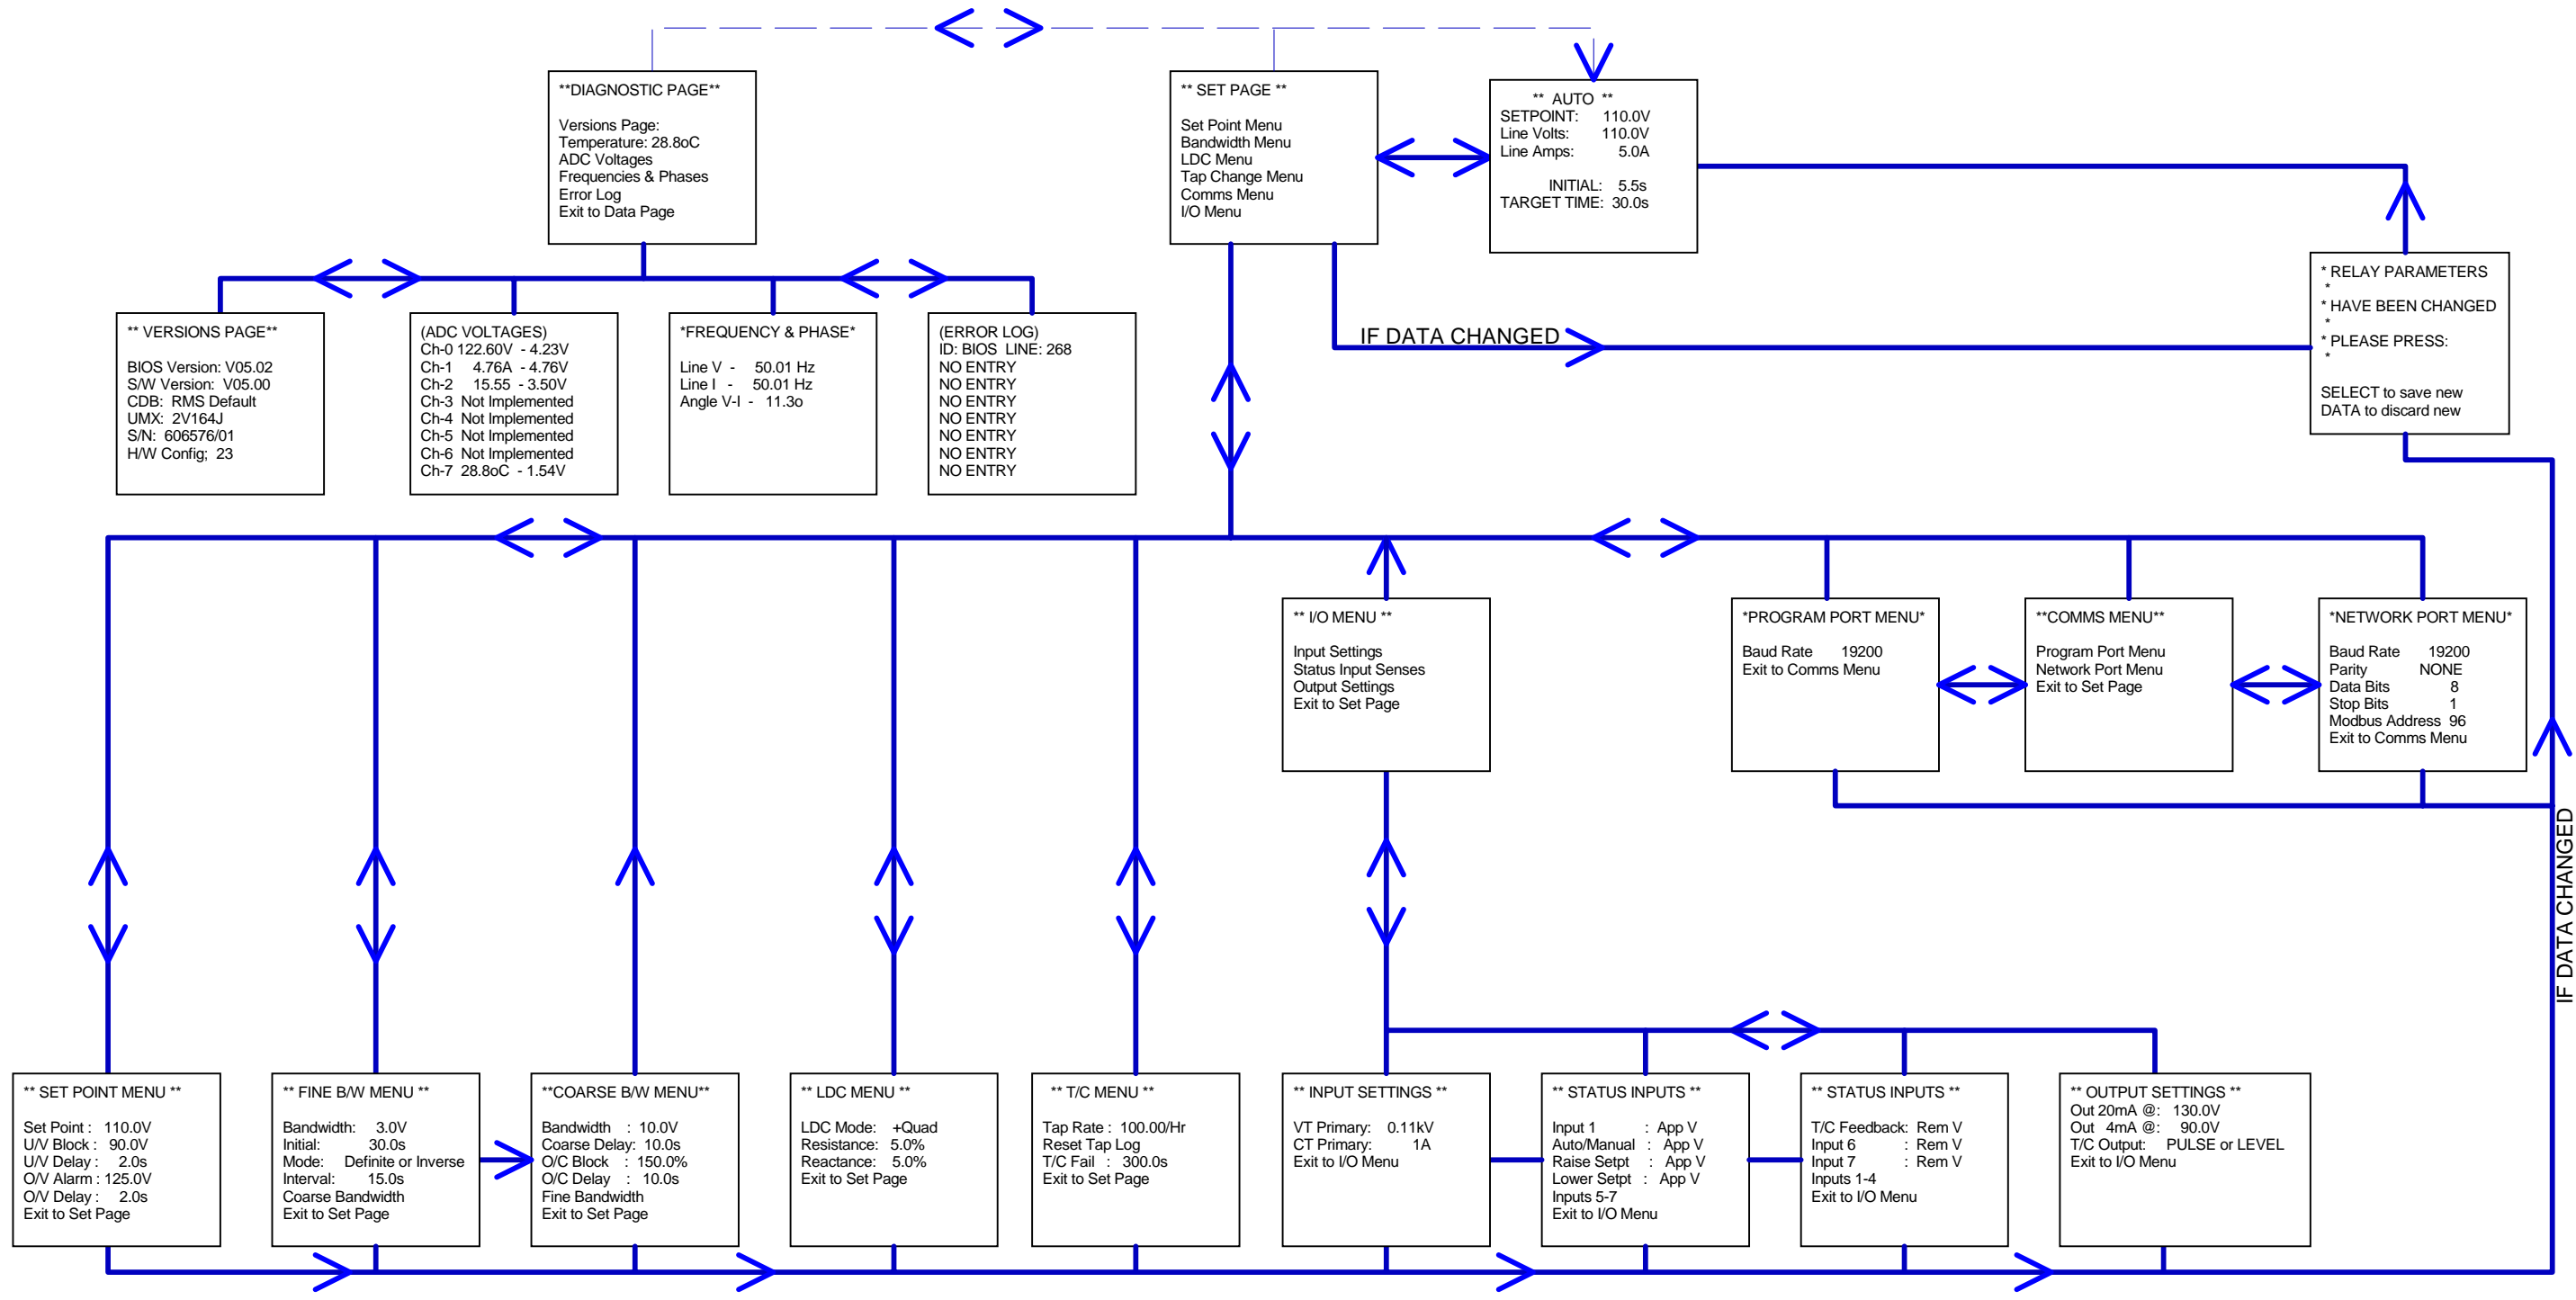 **DIAGNOSTIC PAGE**
Versions Page:
Temperature: 28.8oC
ADC Voltages
Frequencies & Phases
Error Log
Exit to Data Page
** SET PAGE **
Set Point Menu
Bandwidth Menu
LDC Menu
Tap Change Menu
Comms Menu
I/O Menu
** AUTO **
SETPOINT: 110.0V
Line Volts: 110.0V
Line Amps: 5.0A
INITIAL: 5.5s
TARGET TIME: 30.0s
* RELAY PARAMETERS
*
* HAVE BEEN CHANGED
*
* PLEASE PRESS:
*
SELECT to save new
DATA to discard new
** VERSIONS PAGE**
BIOS Version: V05.02
S/W Version: V05.00
CDB: RMS Default
UMX: 2V164J
S/N: 606576/01
H/W Config; 23
(ADC VOLTAGES)
Ch-0 122.60V - 4.23V
Ch-1 4.76A - 4.76V
Ch-2 15.55 - 3.50V
Ch-3 Not Implemented
Ch-4 Not Implemented
Ch-5 Not Implemented
Ch-6 Not Implemented
Ch-7 28.8oC - 1.54V
*FREQUENCY & PHASE*
Line V - 50.01 Hz
Line I - 50.01 Hz
Angle V-I - 11.3o
(ERROR LOG)
ID: BIOS LINE: 268
NO ENTRY
NO ENTRY
NO ENTRY
NO ENTRY
NO ENTRY
NO ENTRY
NO ENTRY
IF DATA CHANGED
** I/O MENU **
Input Settings
Status Input Senses
Output Settings
Exit to Set Page
*PROGRAM PORT MENU*
Baud Rate 19200
Exit to Comms Menu
**COMMS MENU**
Program Port Menu
Network Port Menu
Exit to Set Page
*NETWORK PORT MENU*
Baud Rate 19200
Parity NONE
Data Bits 8
Stop Bits 1
Modbus Address 96
Exit to Comms Menu
IF DATA CHANGED
** SET POINT MENU **
Set Point : 110.0V
U/V Block : 90.0V
U/V Delay : 2.0s
O/V Alarm : 125.0V
O/V Delay : 2.0s
Exit to Set Page
** FINE B/W MENU **
Bandwidth: 3.0V
Initial: 30.0s
Mode: Definite or Inverse
Interval: 15.0s
Coarse Bandwidth
Exit to Set Page
**COARSE B/W MENU**
Bandwidth : 10.0V
Coarse Delay: 10.0s
O/C Block : 150.0%
O/C Delay : 10.0s
Fine Bandwidth
Exit to Set Page
** LDC MENU **
LDC Mode: +Quad
Resistance: 5.0%
Reactance: 5.0%
Exit to Set Page
** T/C MENU **
Tap Rate : 100.00/Hr
Reset Tap Log
T/C Fail : 300.0s
Exit to Set Page
** INPUT SETTINGS **
VT Primary: 0.11kV
CT Primary: 1A
Exit to I/O Menu
** STATUS INPUTS **
Input 1 : App V
Auto/Manual : App V
Raise Setpt : App V
Lower Setpt : App V
Inputs 5-7
Exit to I/O Menu
** STATUS INPUTS **
T/C Feedback: Rem V
Input 6 : Rem V
Input 7 : Rem V
Inputs 1-4
Exit to I/O Menu
** OUTPUT SETTINGS **
Out 20mA @: 130.0V
Out 4mA @: 90.0V
T/C Output: PULSE or LEVEL
Exit to I/O Menu